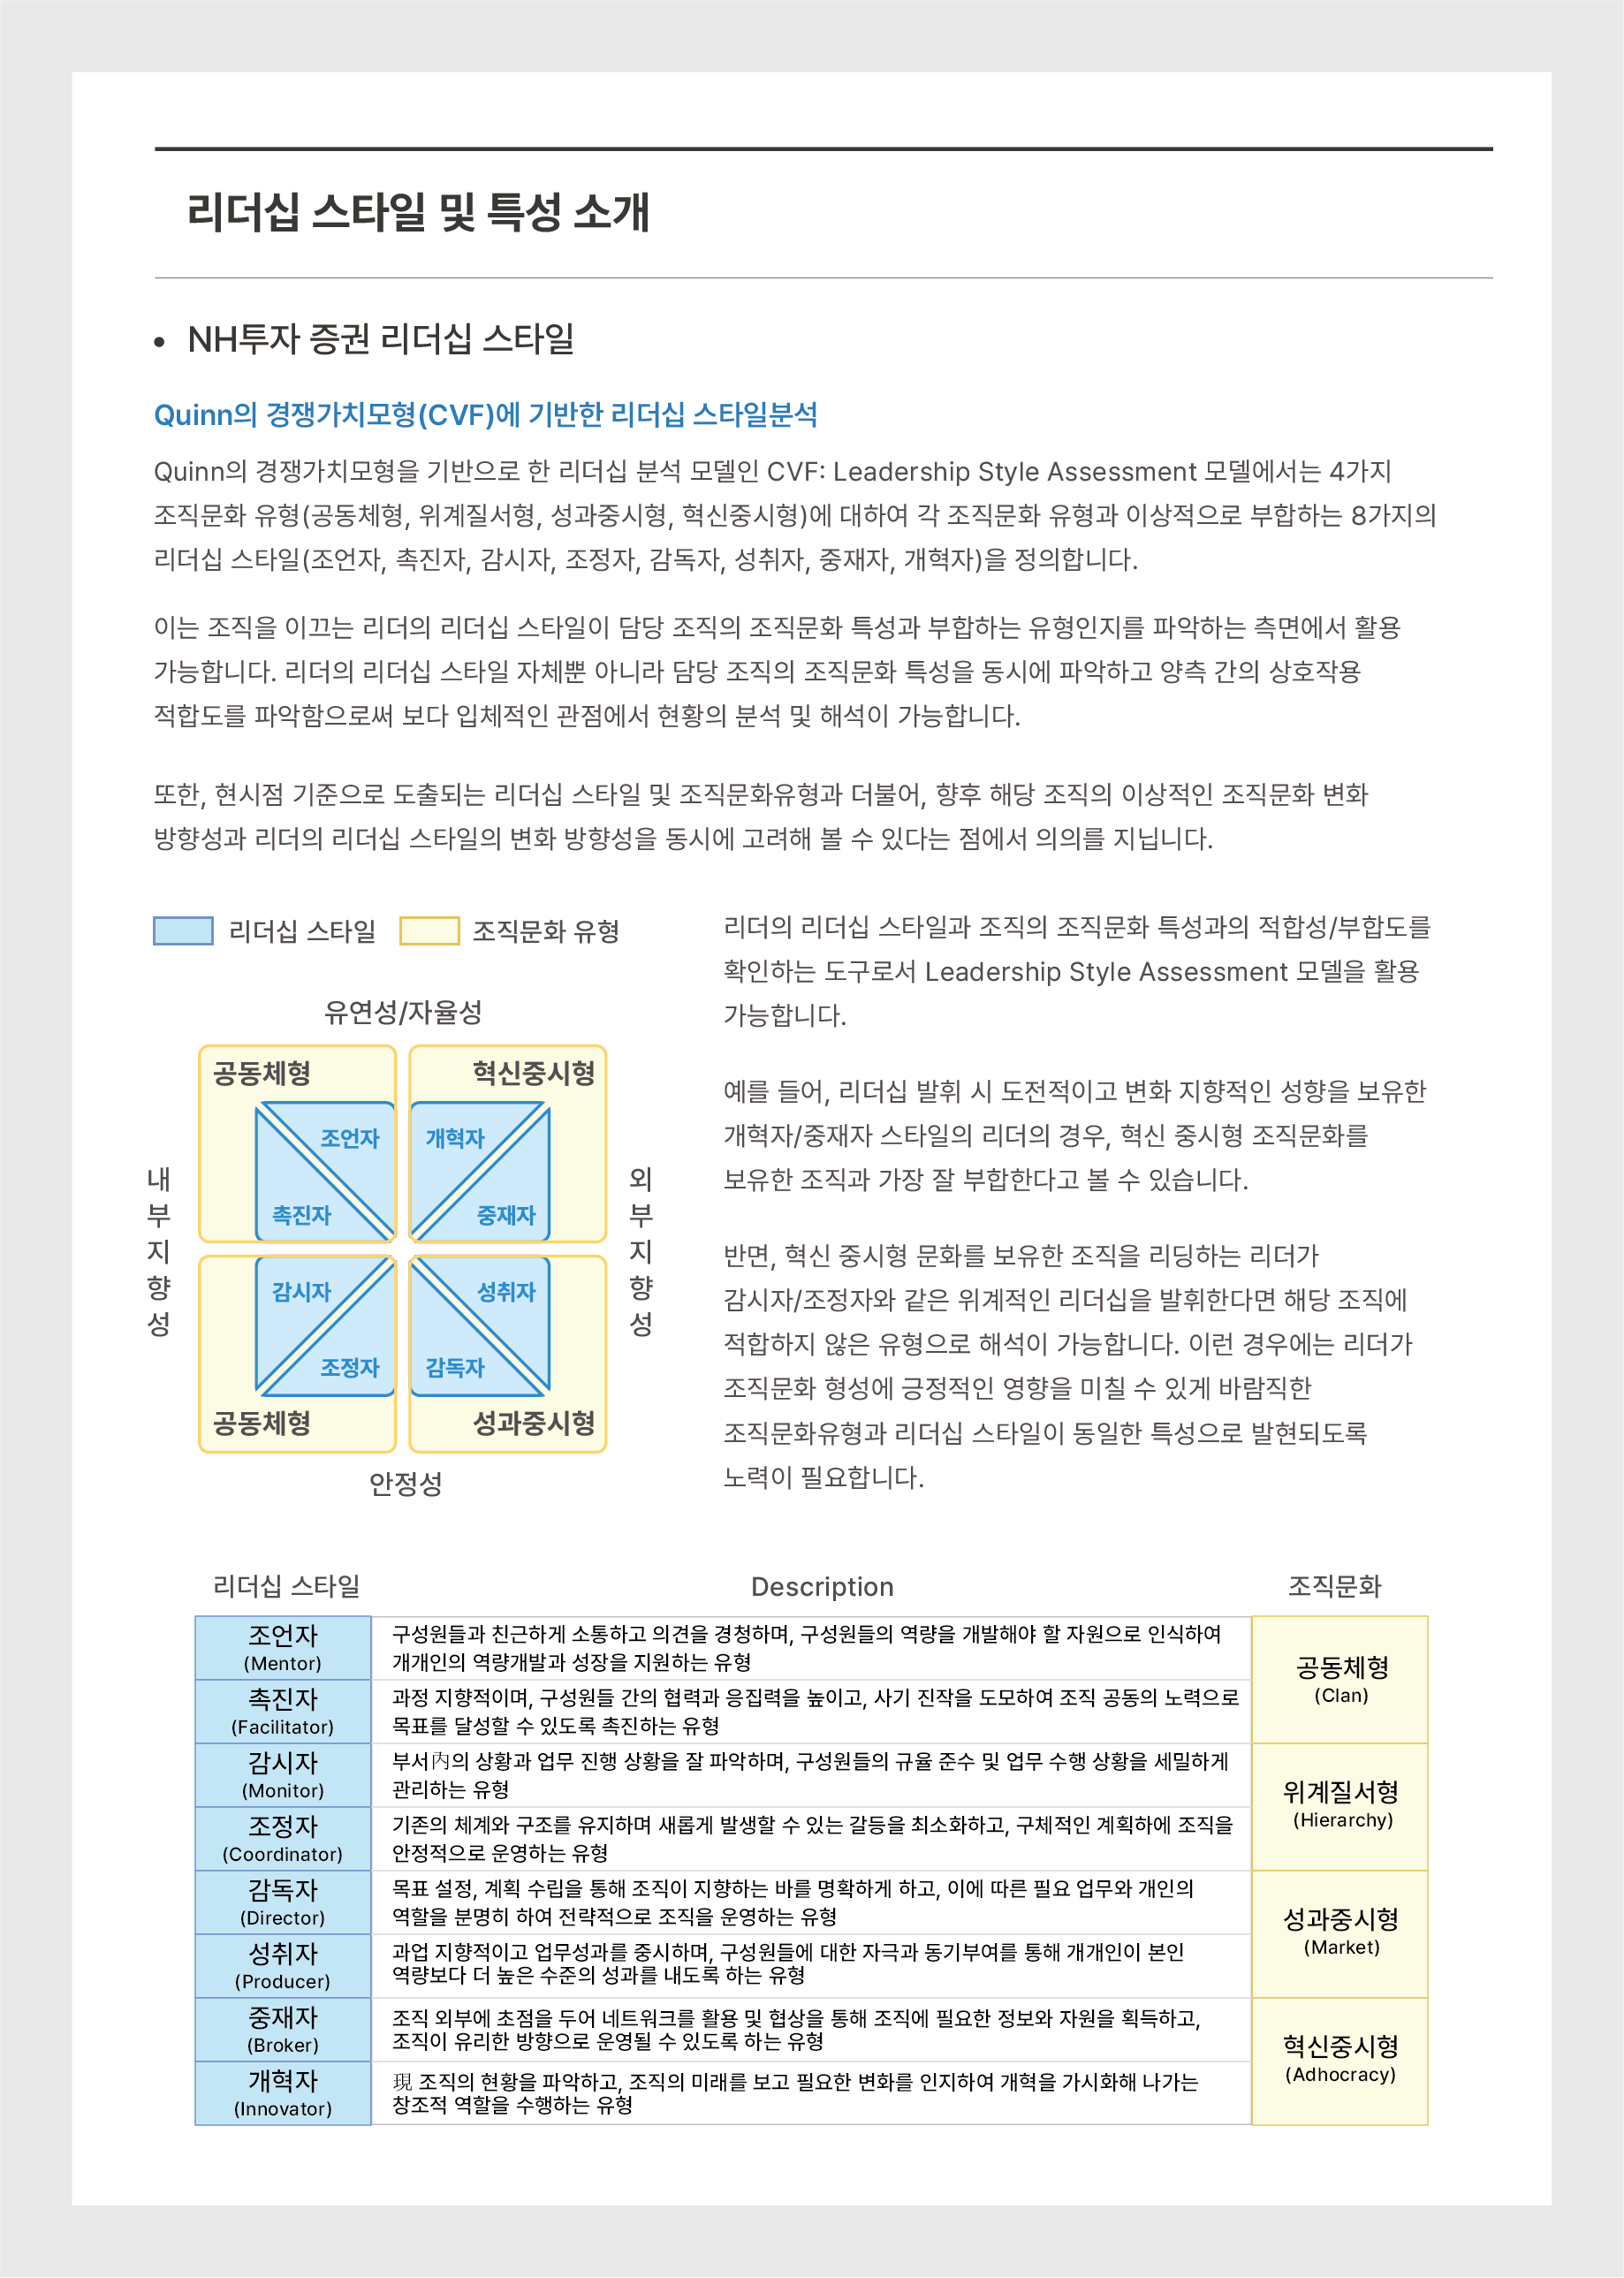 리더십 스타일 및 특성 소개
• NH투자 증권 리더십 스타일
Quinn의 경쟁가치모형(CVF)에 기반한 리더십 스타일분석
Quinn의 경쟁가치모형을 기반으로 한 리더십 분석 모델인 CVF: Leadership Style Assessment 모델에서는 4가지
조직문화 유형(공동체형, 위계질서형, 성과중시형, 혁신중시형)에 대하여 각 조직문화 유형과 이상적으로 부합하는 8가지의
리더십 스타일(조언자, 촉진자, 감시자, 조정자, 감독자, 성취자, 중재자, 개혁자)을 정의합니다.
이는 조직을 이끄는 리더의 리더십 스타일이 담당 조직의 조직문화 특성과 부합하는 유형인지를 파악하는 측면에서 활용
가능합니다. 리더의 리더십 스타일 자체뿐 아니라 담당 조직의 조직문화 특성을 동시에 파악하고 양측 간의 상호작용
적합도를 파악함으로써 보다 입체적인 관점에서 현황의 분석 및 해석이 가능합니다.
또한, 현시점 기준으로 도출되는 리더십 스타일 및 조직문화유형과 더불어, 향후 해당 조직의 이상적인 조직문화 변화
방향성과 리더의 리더십 스타일의 변화 방향성을 동시에 고려해 볼 수 있다는 점에서 의의를 지닙니다.
리더십 스타일 조직문화 유형
유연성/자율성
공동체형 혁신중시형
조언자 개혁자
촉진자 중재자
내부지향성
외부지향성
감시자 성취자
조정자 감독자
공동체형 성과중시형
안정성
리더의 리더십 스타일과 조직의 조직문화 특성과의 적합성/부합도를
확인하는 도구로서 Leadership Style Assessment 모델을 활용
가능합니다.
예를 들어, 리더십 발휘 시 도전적이고 변화 지향적인 성향을 보유한
개혁자/중재자 스타일의 리더의 경우, 혁신 중시형 조직문화를
보유한 조직과 가장 잘 부합한다고 볼 수 있습니다.
반면, 혁신 중시형 문화를 보유한 조직을 리딩하는 리더가
감시자/조정자와 같은 위계적인 리더십을 발휘한다면 해당 조직에
적합하지 않은 유형으로 해석이 가능합니다. 이런 경우에는 리더가
조직문화 형성에 긍정적인 영향을 미칠 수 있게 바람직한
조직문화유형과 리더십 스타일이 동일한 특성으로 발현되도록
노력이 필요합니다.
리더십 스타일 Description 조직문화
조언자
(Mentor)
구성원들과 친근하게 소통하고 의견을 경청하며, 구성원들의 역량을 개발해야 할 자원으로 인식하여
개개인의 역량개발과 성장을 지원하는 유형
공동체형
(Clan)
촉진자
(Facilitator)
과정 지향적이며, 구성원들 간의 협력과 응집력을 높이고, 사기 진작을 도모하여 조직 공동의 노력으로
목표를 달성할 수 있도록 촉진하는 유형
감시자
(Monitor)
부서內의 상황과 업무 진행 상황을 잘 파악하며, 구성원들의 규율 준수 및 업무 수행 상황을 세밀하게
관리하는 유형
위계질서형
(Hierarchy)
조정자
(Coordinator)
기존의 체계와 구조를 유지하며 새롭게 발생할 수 있는 갈등을 최소화하고, 구체적인 계획하에 조직을
안정적으로 운영하는 유형
감독자
(Director)
목표 설정, 계획 수립을 통해 조직이 지향하는 바를 명확하게 하고, 이에 따른 필요 업무와 개인의
역할을 분명히 하여 전략적으로 조직을 운영하는 유형
성과중시형
(Market)
성취자
(Producer)
과업 지향적이고 업무성과를 중시하며, 구성원들에 대한 자극과 동기부여를 통해 개개인이 본인
역량보다 더 높은 수준의 성과를 내도록 하는 유형
중재자
(Broker)
조직 외부에 초점을 두어 네트워크를 활용 및 협상을 통해 조직에 필요한 정보와 자원을 획득하고,
조직이 유리한 방향으로 운영될 수 있도록 하는 유형
혁신중시형
(Adhocracy)
개혁자
(Innovator)
現 조직의 현황을 파악하고, 조직의 미래를 보고 필요한 변화를 인지하여 개혁을 가시화해 나가는
창조적 역할을 수행하는 유형